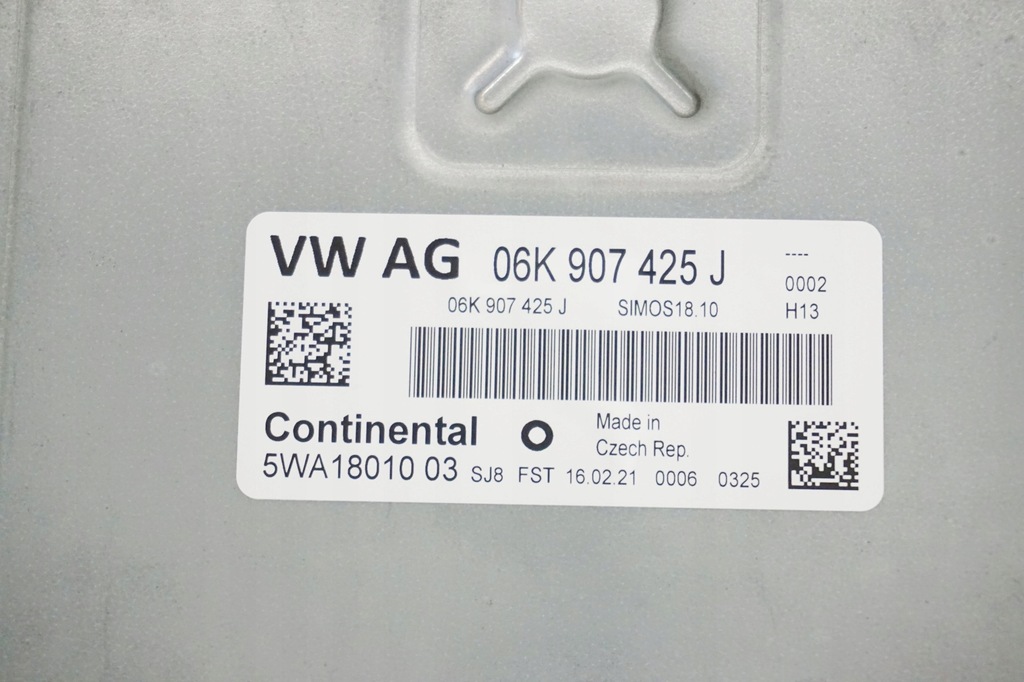 VW AG 06K 907 425 J ----
0002
06K 907 425 J SIMOS18.10 H13
Continental Made in
Czech Rep.
5WA18010 03 SJ8 FST 16.02.21 0006 0325